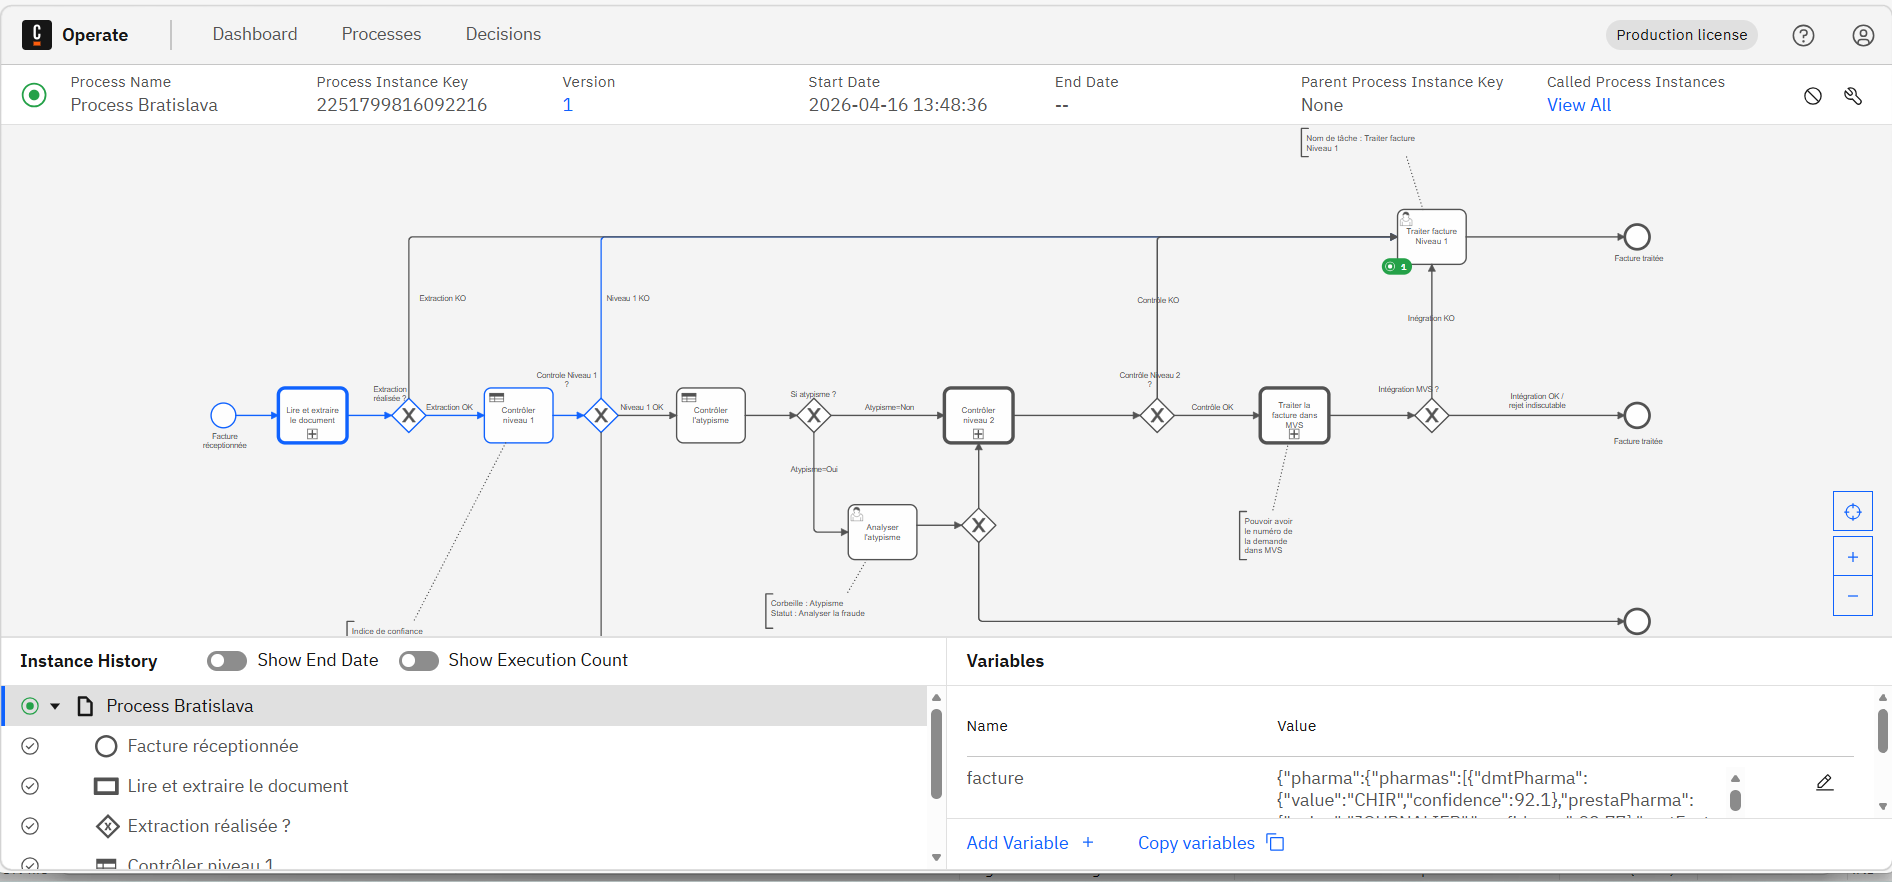 Operate
Dashboard
Processes
Decisions
Production license
Process Name
Process Bratislava
Process Instance Key
2251799816092216
Version
1
Start Date
2026-04-16 13:48:36
End Date
--
Parent Process Instance Key
None
Called Process Instances
View All
Nom de tâche : Traiter facture
Niveau 1
Traiter facture
Niveau 1
1
Facture traitée
Extraction KO
Niveau 1 KO
Contrôle KO
Inégration KO
Facture
réceptionnée
Lire et extraire
le document
Extraction
réalisée ?
Extraction OK
Contrôler
niveau 1
Controle Niveau 1
?
Niveau 1 OK
Contrôler
l'atypisme
Si atypisme ?
Atypisme=Non
Atypisme=Oui
Contrôler
niveau 2
Contrôle Niveau 2
?
Contrôle OK
Traiter la
facture dans
MVS
Intégration MVS ?
Intégration OK /
rejet indiscutable
Facture traitée
Analyser
l'atypisme
Pouvoir avoir
le numéro de
la demande
dans MVS
Corbeille : Atypisme
Statut : Analyser la fraude
Indice de confiance
Instance History
Show End Date
Show Execution Count
Process Bratislava
Facture réceptionnée
Lire et extraire le document
Extraction réalisée ?
Contrôler niveau 1
Variables
Name
Value
facture
{"pharma":{"pharmas":[{"dmtPharma":
{"value":"CHIR","confidence":92.1},"prestaPharma":
Add Variable +
Copy variables